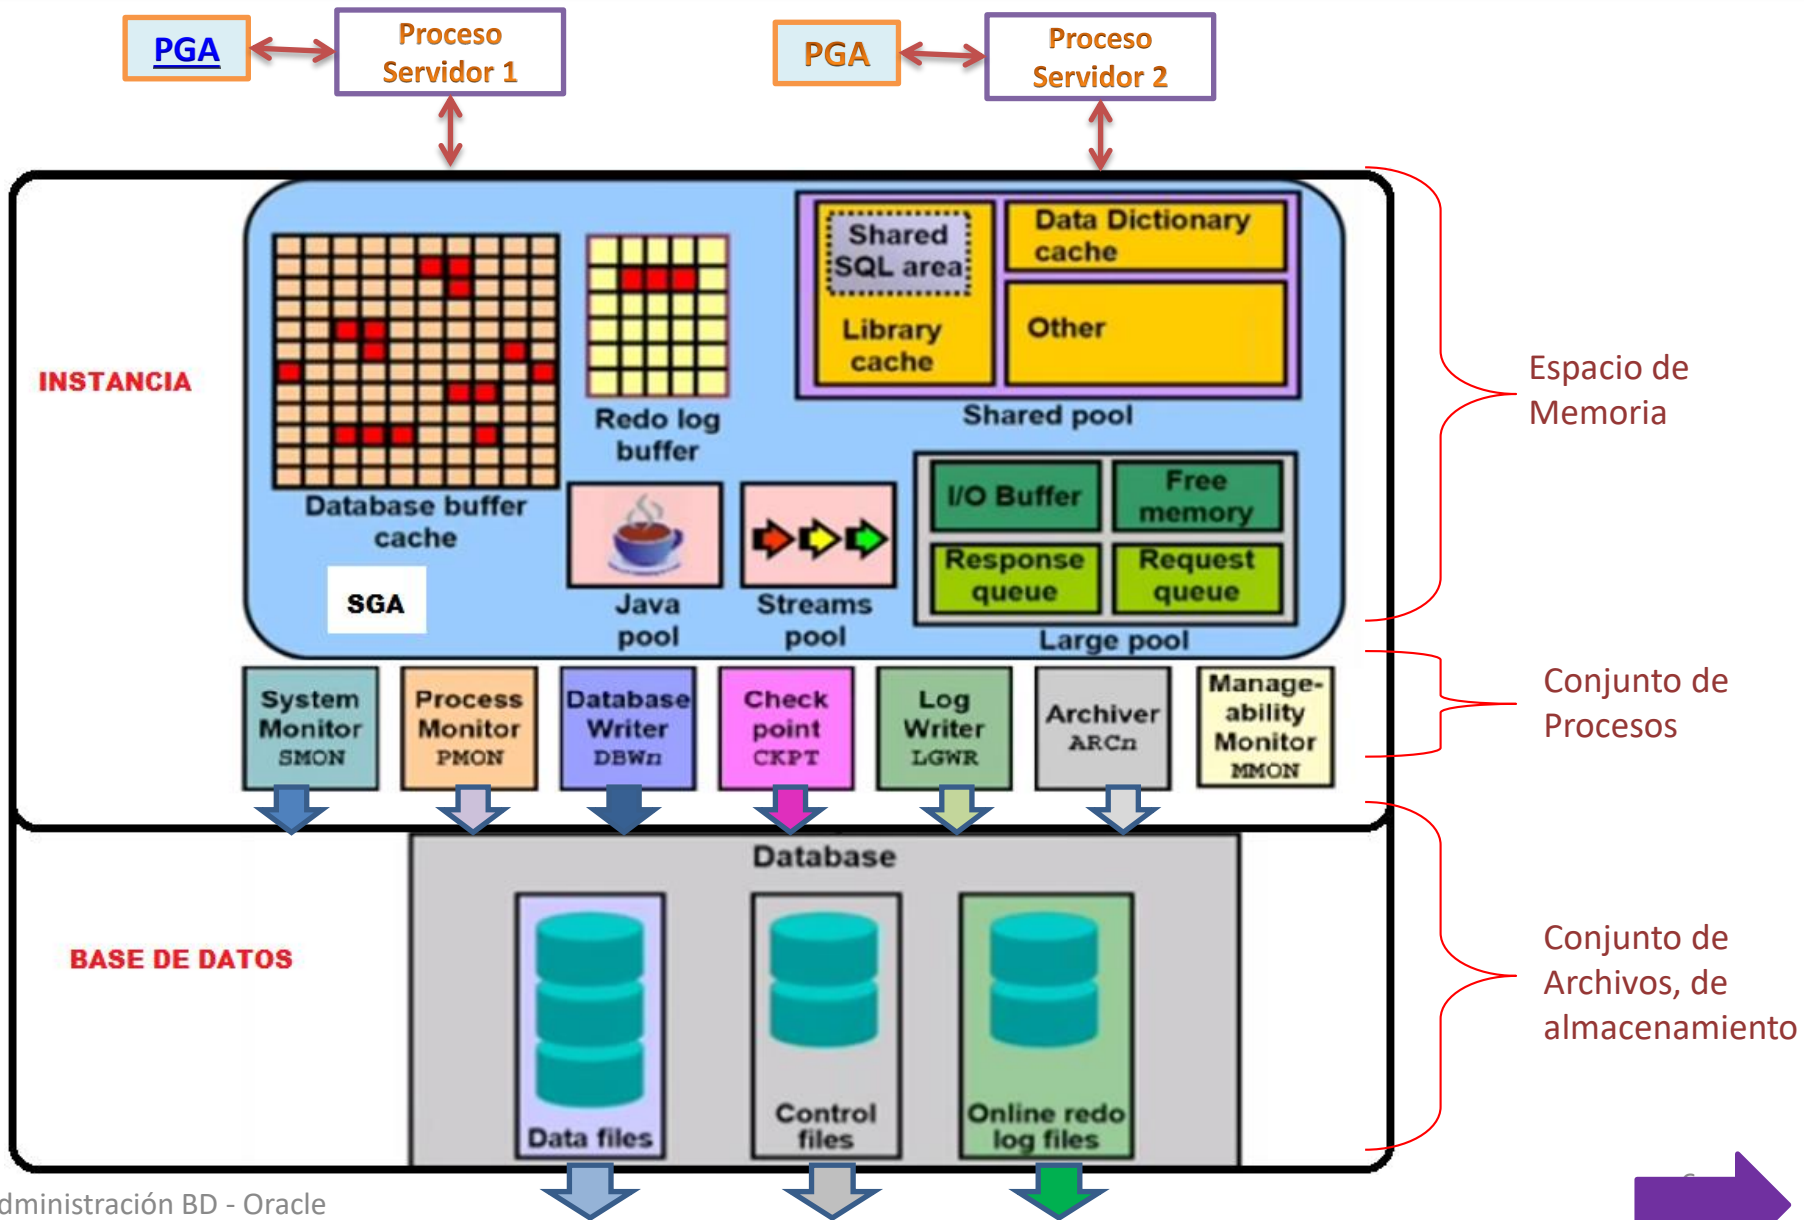 PGA
Proceso
Servidor 1
PGA
Proceso
Servidor 2
INSTANCIA
Database buffer
cache
SGA
Redo log
buffer
Java
pool
Streams
pool
Shared
SQL area
Library
cache
Data Dictionary
cache
Other
Shared pool
I/O Buffer
Free
memory
Response
queue
Request
queue
Large pool
Espacio de
Memoria
System
Monitor
SMON
Process
Monitor
PMON
Database
Writer
DBWn
Check
point
CKPT
Log
Writer
LGWR
Archiver
ARCn
Manage-
ability
Monitor
MMON
Conjunto de
Procesos
BASE DE DATOS
Database
Data files
Control
files
Online redo
log files
Conjunto de
Archivos, de
almacenamiento
dministración BD - Oracle